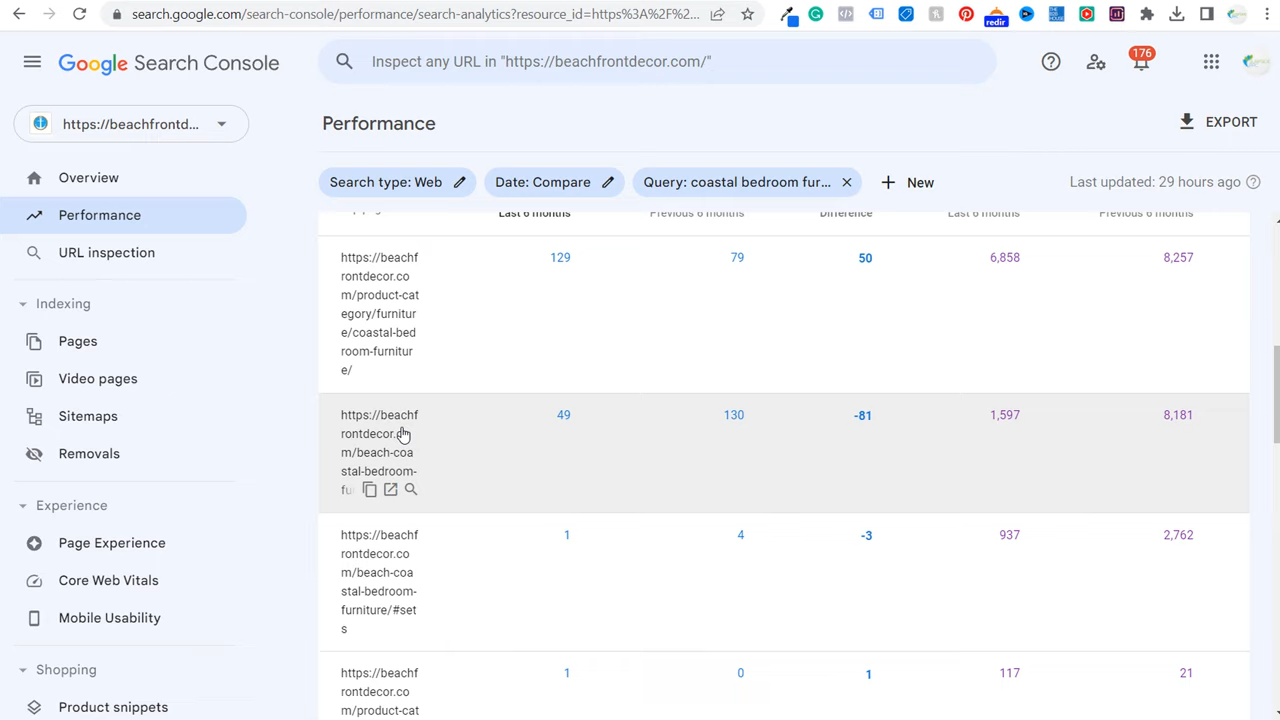 search.google.com/search-console/performance/search-analytics?resource_id=https%3A%2F%2...
redir
Google Search Console
Inspect any URL in "https://beachfrontdecor.com/"
176
https://beachfrontd...
Performance
EXPORT
Search type: Web
Date: Compare
Query: coastal bedroom fur...
New
Last updated: 29 hours ago
Overview
Performance
URL inspection
Indexing
Pages
Video pages
Sitemaps
Removals
Experience
Page Experience
Core Web Vitals
Mobile Usability
Shopping
Product snippets
Last 6 months Previous 6 months Difference Last 6 months Previous 6 months
https://beachf 129 79 50 6,858 8,257
rontdecor.co
m/product-cat
egory/furnitur
e/coastal-bed
room-furnitur
e/
https://beachf 49 130 -81 1,597 8,181
rontdecor.
m/beach-coa
stal-bedroom-
fu
https://beachf 1 4 -3 937 2,762
rontdecor.co
m/beach-coa
stal-bedroom-
furniture/#set
s
https://beachf 1 0 1 117 21
rontdecor.co
m/product-cat